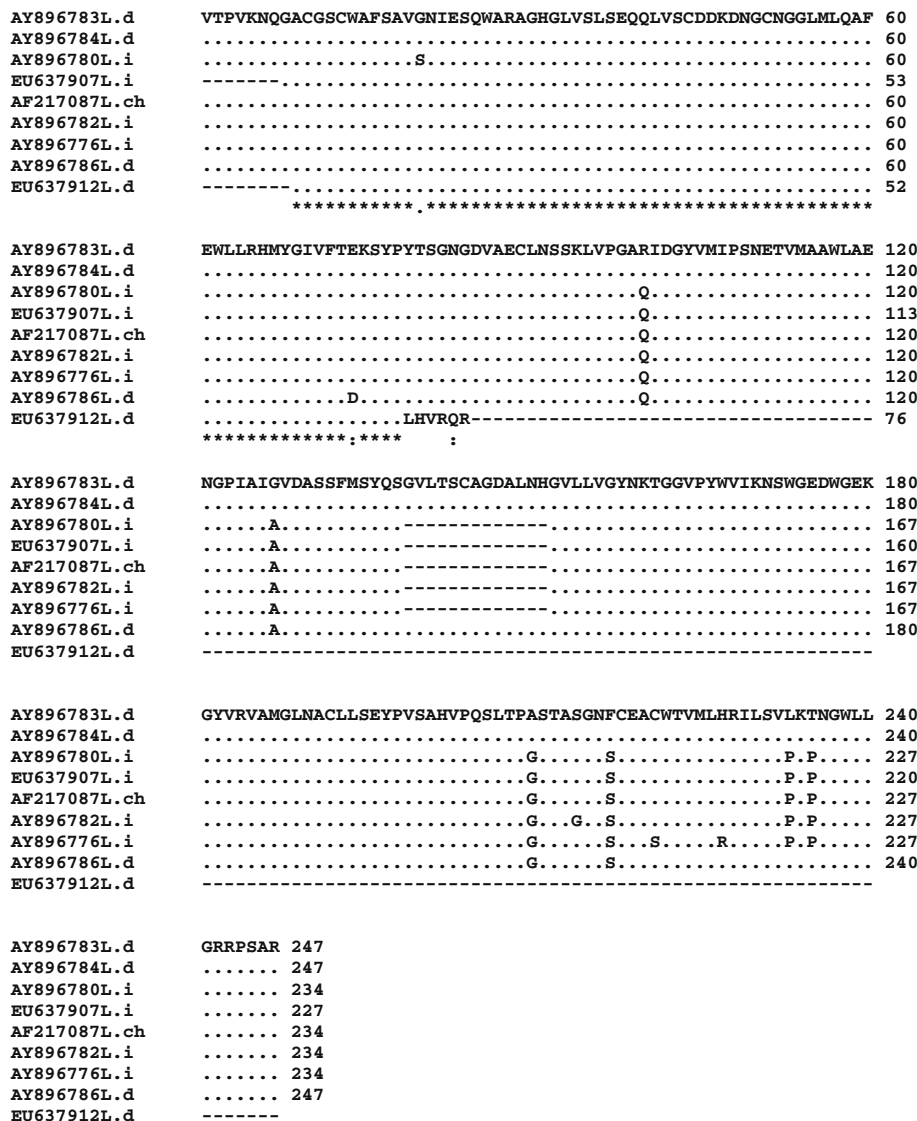 AY896783L.d VTPVKNQGACGSCWAFSAVGNIESQWARAGHGLVSLSEQQLVSCDDKDNGCNGGLMLQAF 60
AY896784L.d ............................................................ 60
AY896780L.i ...................S........................................ 60
EU637907L.i -------..................................................... 53
AF217087L.ch ............................................................ 60
AY896782L.i ............................................................ 60
AY896776L.i ............................................................ 60
AY896786L.d ............................................................ 60
EU637912L.d --------.................................................... 52
***********.****************************************
AY896783L.d EWLLRHMYGIVFTEKSYPYTSGNGDVAECLNSSKLVPGARIDGYVMIPSNETVMAAWLAE 120
AY896784L.d ............................................................ 120
AY896780L.i .......................................Q.................... 120
EU637907L.i .......................................Q.................... 113
AF217087L.ch .......................................Q.................... 120
AY896782L.i .......................................Q.................... 120
AY896776L.i .......................................Q.................... 120
AY896786L.d .............D.........................Q.................... 120
EU637912L.d ..................LHVRQR------------------------------------ 76
*************:**** :
AY896783L.d NGPIAIGVDASSFMSYQSGVLTSCAGDALNHGVLLVGYNKTGGVPYWVIKNSWGEDWGEK 180
AY896784L.d ............................................................ 180
AY896780L.i ......A...........-------------............................. 167
EU637907L.i ......A...........-------------............................. 160
AF217087L.ch ......A...........-------------............................. 167
AY896782L.i ......A...........-------------............................. 167
AY896776L.i ......A...........-------------............................. 167
AY896786L.d ......A..................................................... 180
EU637912L.d ------------------------------------------------------------
AY896783L.d GYVRVAMGLNACLLSEYPVSAHVPQSLTPASTASGNFCEACWTVMLHRILSVLKTNGWLL 240
AY896784L.d ............................................................ 240
AY896780L.i .............................G......S...............P.P..... 227
EU637907L.i .............................G......S...............P.P..... 220
AF217087L.ch .............................G......S...............P.P..... 227
AY896782L.i .............................G...G..S...............P.P..... 227
AY896776L.i .............................G......S...S.....R.....P.P..... 227
AY896786L.d .............................G......S....................... 240
EU637912L.d ------------------------------------------------------------
AY896783L.d GRRPSAR 247
AY896784L.d ....... 247
AY896780L.i ....... 234
EU637907L.i ....... 227
AF217087L.ch ....... 234
AY896782L.i ....... 234
AY896776L.i ....... 234
AY896786L.d ....... 247
EU637912L.d -------